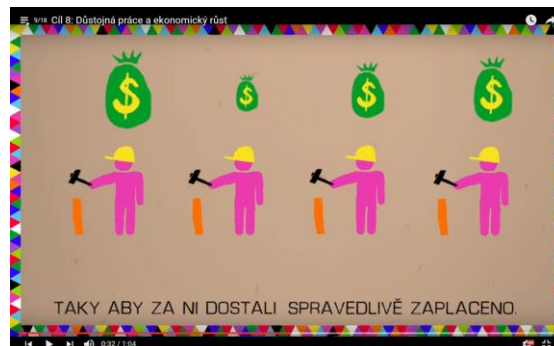 9/18 Cíl 8: Důstojná práce a ekonomický růst
$ $ $ $
TAKY ABY ZA NI DOSTALI SPRAVEDLIVĚ ZAPLACENO.
0:32 / 1:04